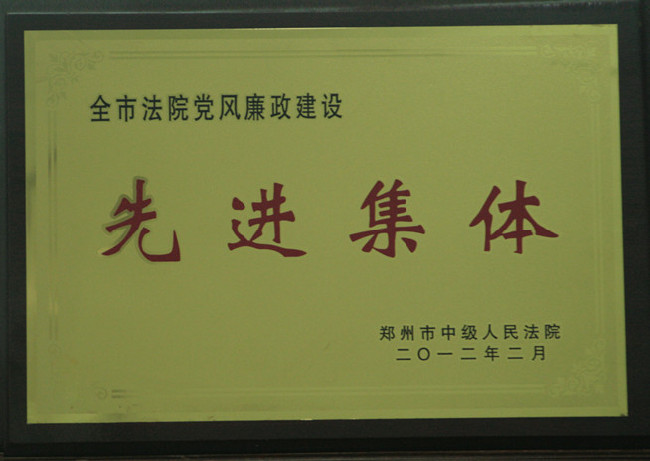 全市法院党风廉政建设
先进集体
郑州市中级人民法院
二〇一二年二月